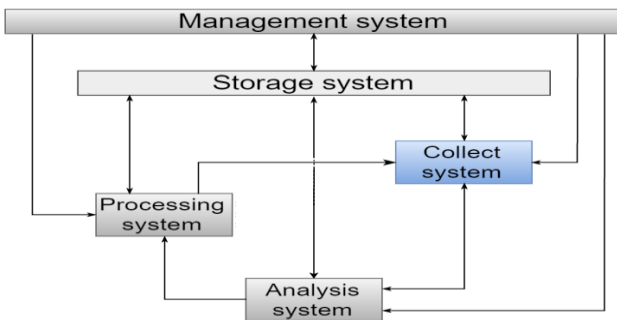 Management system
Storage system
Collect
system
Processing
system
Analysis
system